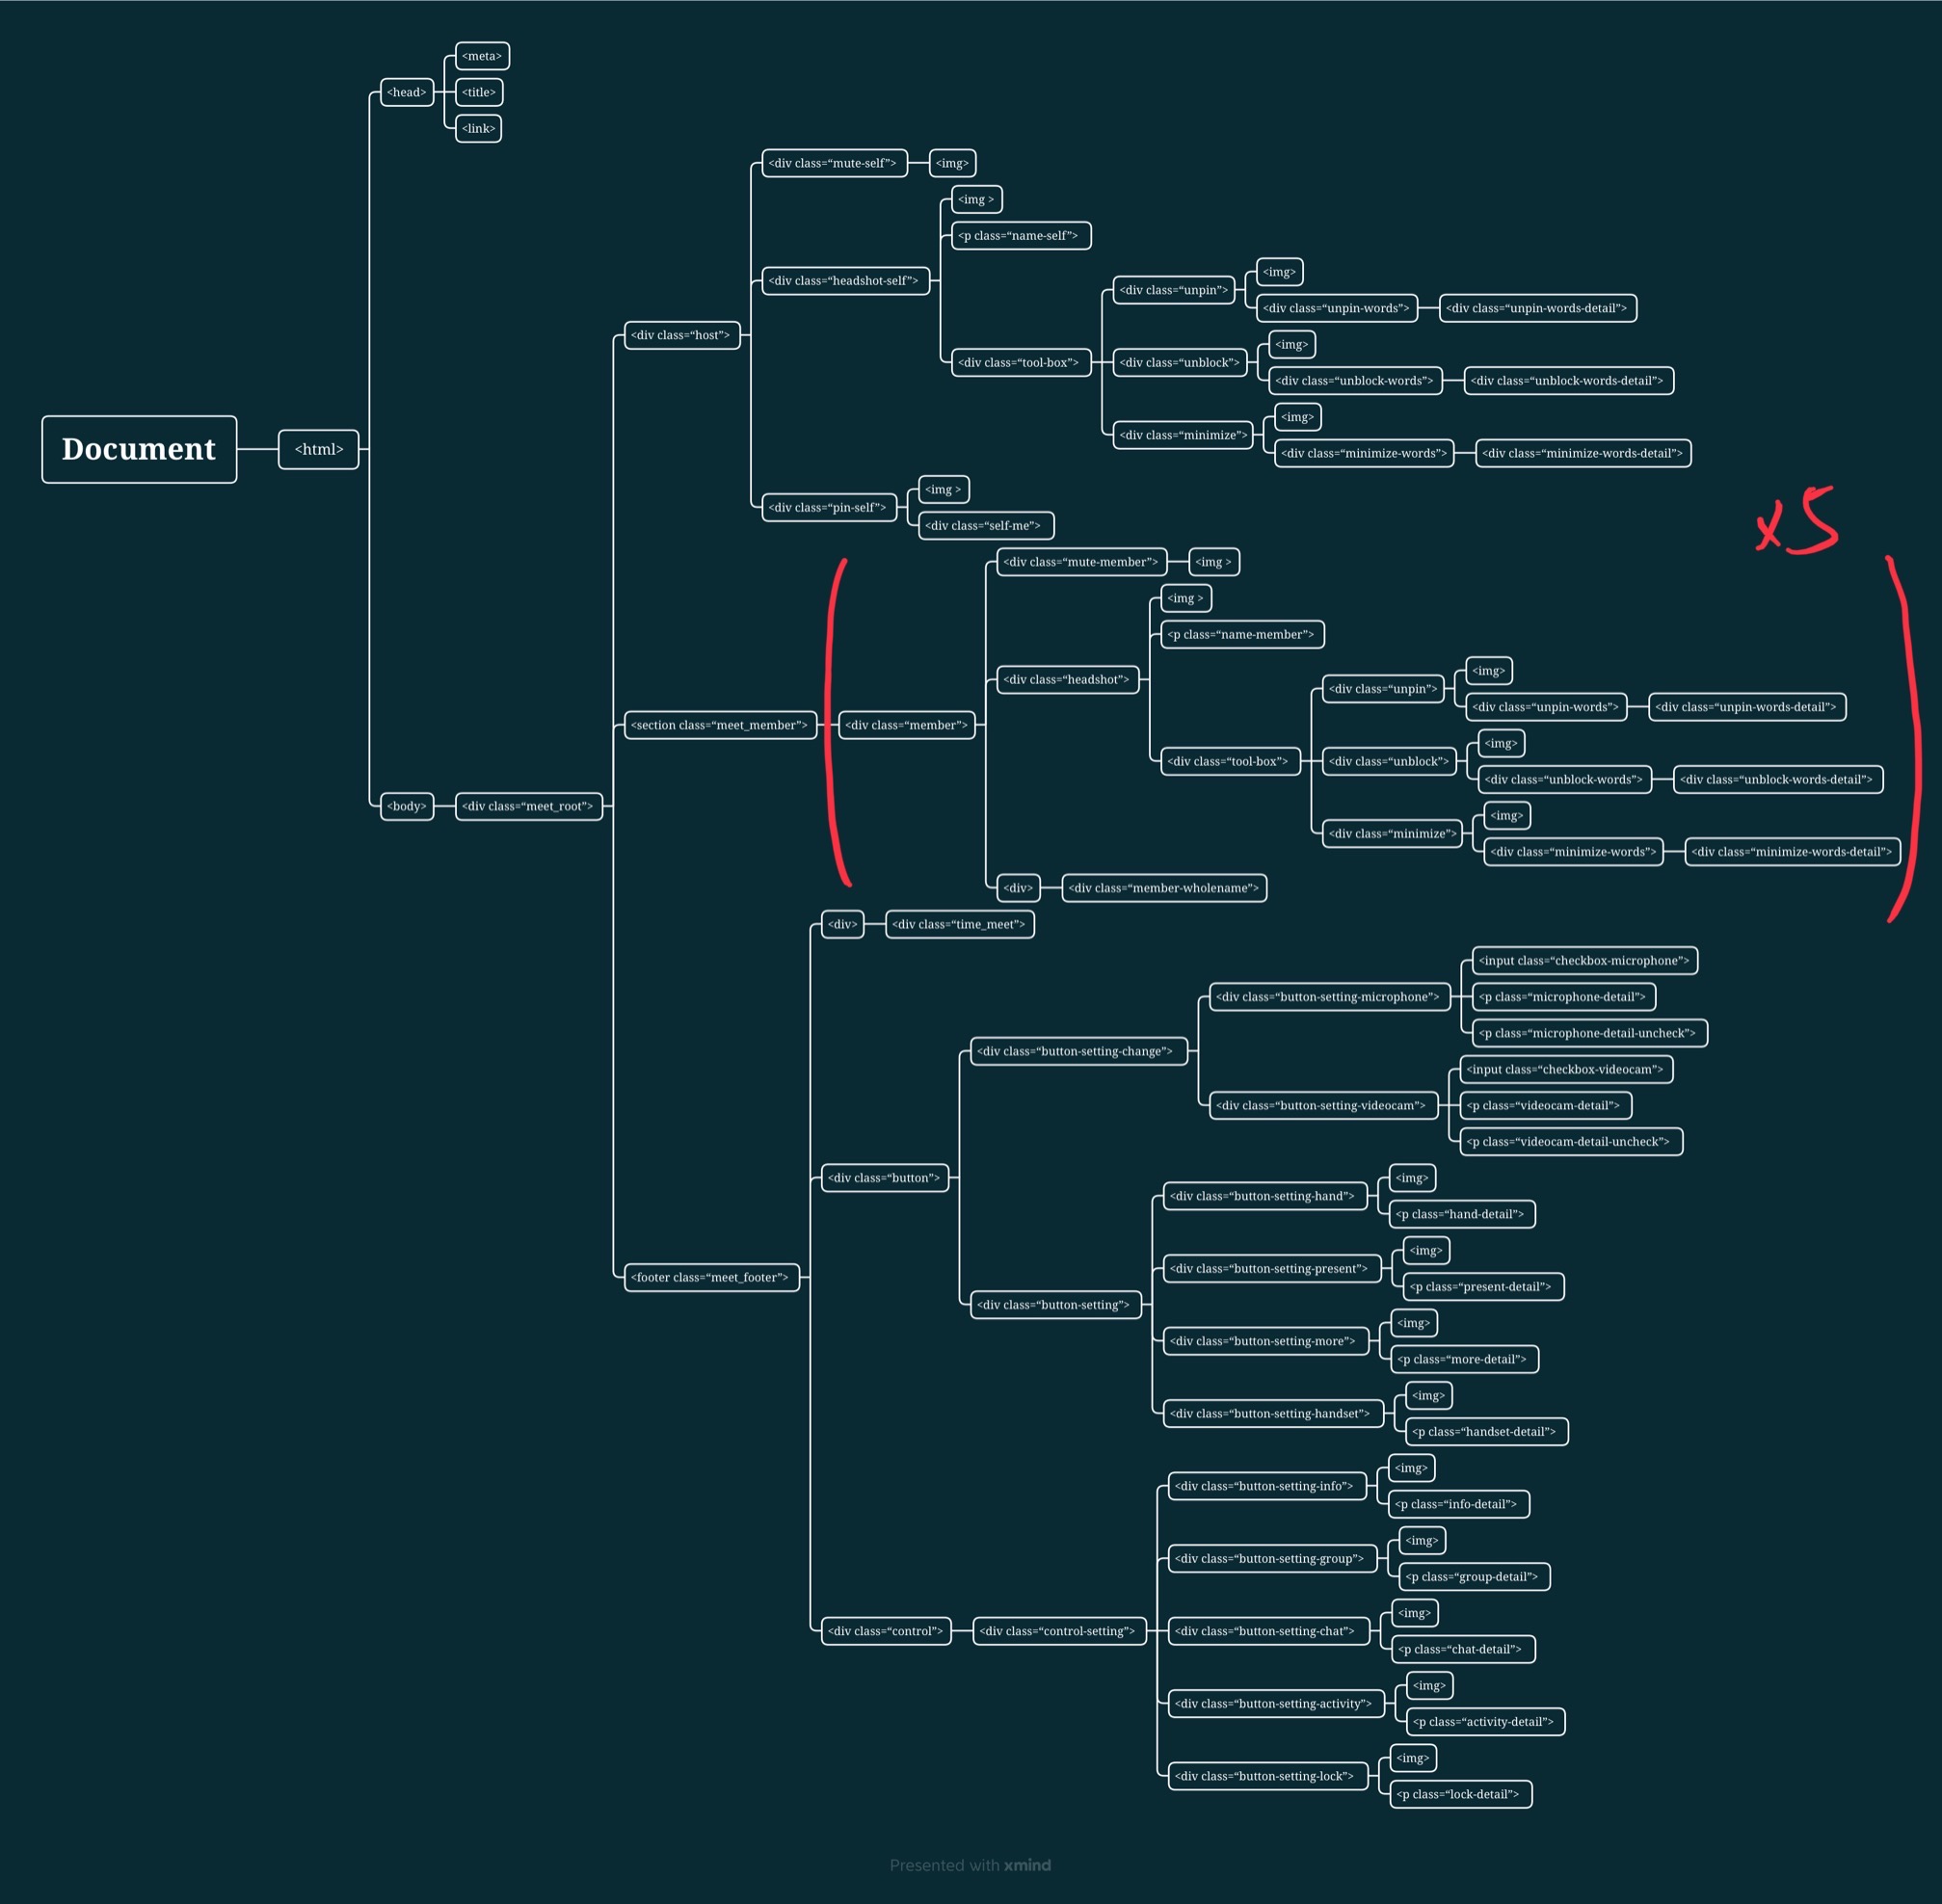 Document
<html>
<head>
<meta>
<title>
<link>
<body>
<div class=“meet_root”>
<div class=“host”>
<div class=“mute-self”>
<img>
<div class=“headshot-self”>
<img >
<p class=“name-self”>
<div class=“tool-box”>
<div class=“unpin”>
<img>
<div class=“unpin-words”>
<div class=“unpin-words-detail”>
<div class=“unblock”>
<img>
<div class=“unblock-words”>
<div class=“unblock-words-detail”>
<div class=“minimize”>
<img>
<div class=“minimize-words”>
<div class=“minimize-words-detail”>
<div class=“pin-self”>
<img >
<div class=“self-me”>
x5
<section class=“meet_member”>
<div class=“member”>
<div class=“mute-member”>
<img >
<div class=“headshot”>
<img >
<p class=“name-member”>
<div class=“tool-box”>
<div class=“unpin”>
<img>
<div class=“unpin-words”>
<div class=“unpin-words-detail”>
<div class=“unblock”>
<img>
<div class=“unblock-words”>
<div class=“unblock-words-detail”>
<div class=“minimize”>
<img>
<div class=“minimize-words”>
<div class=“minimize-words-detail”>
<div>
<div class=“member-wholename”>
<footer class=“meet_footer”>
<div>
<div class=“time_meet”>
<div class=“button”>
<div class=“button-setting-change”>
<div class=“button-setting-microphone”>
<input class=“checkbox-microphone”>
<p class=“microphone-detail”>
<p class=“microphone-detail-uncheck”>
<div class=“button-setting-videocam”>
<input class=“checkbox-videocam”>
<p class=“videocam-detail”>
<p class=“videocam-detail-uncheck”>
<div class=“button-setting”>
<div class=“button-setting-hand”>
<img>
<p class=“hand-detail”>
<div class=“button-setting-present”>
<img>
<p class=“present-detail”>
<div class=“button-setting-more”>
<img>
<p class=“more-detail”>
<div class=“button-setting-handset”>
<img>
<p class=“handset-detail”>
<div class=“control”>
<div class=“control-setting”>
<div class=“button-setting-info”>
<img>
<p class=“info-detail”>
<div class=“button-setting-group”>
<img>
<p class=“group-detail”>
<div class=“button-setting-chat”>
<img>
<p class=“chat-detail”>
<div class=“button-setting-activity”>
<img>
<p class=“activity-detail”>
<div class=“button-setting-lock”>
<img>
<p class=“lock-detail”>
Presented with xmind